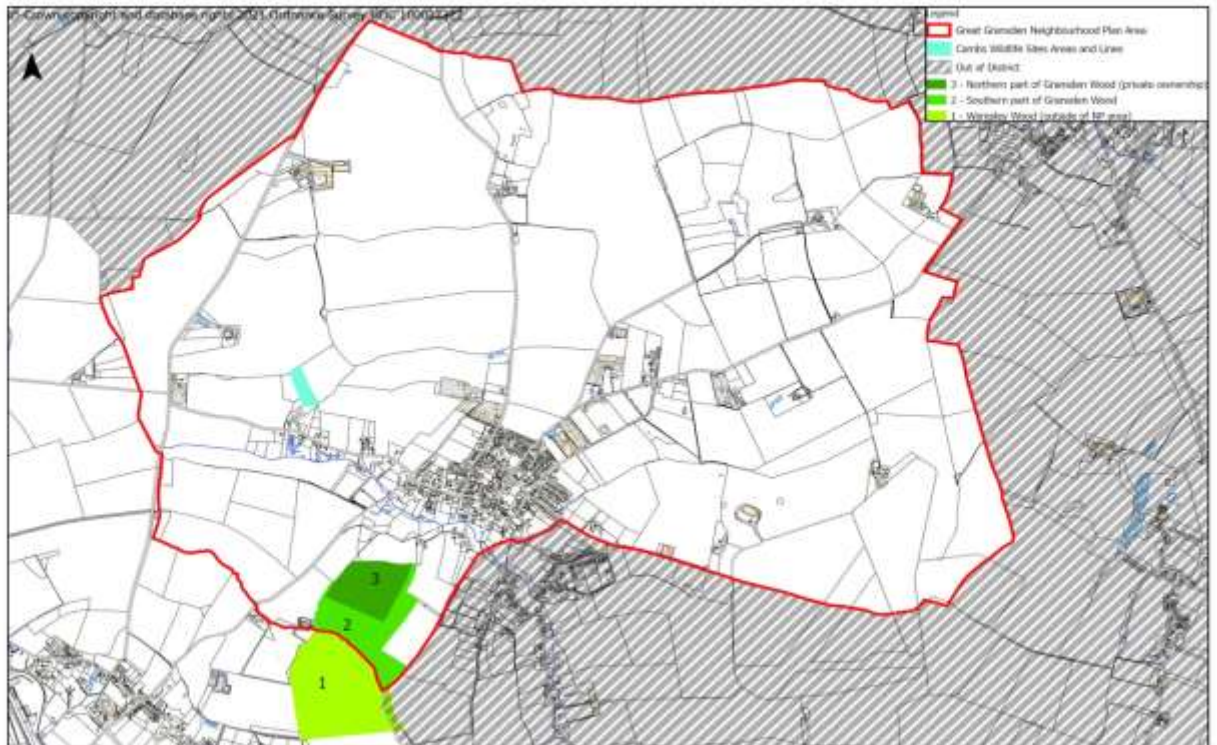 © Crown copyright and database rights 2021 Ordnance Survey
Legend
Great Gransden Neighbourhood Plan Area
Cambs Wildlife Sites Areas and Lines
Out of District
3 - Northern part of Gransden Wood (private ownership)
2 - Southern part of Gransden Wood
1 - Waresley Wood (outside of NP area)
3
2
1